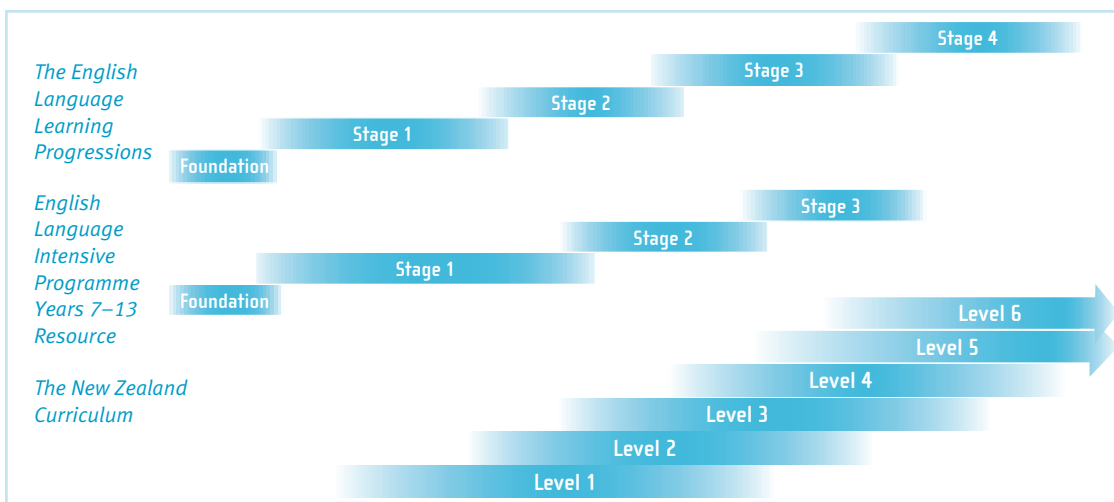 Stage 4
Stage 3
Stage 2
Stage 1
Foundation
The English
Language
Learning
Progressions
Stage 3
Stage 2
Stage 1
Foundation
English
Language
Intensive
Programme
Years 7–13
Resource
Level 6
Level 5
Level 4
Level 3
Level 2
Level 1
The New Zealand
Curriculum